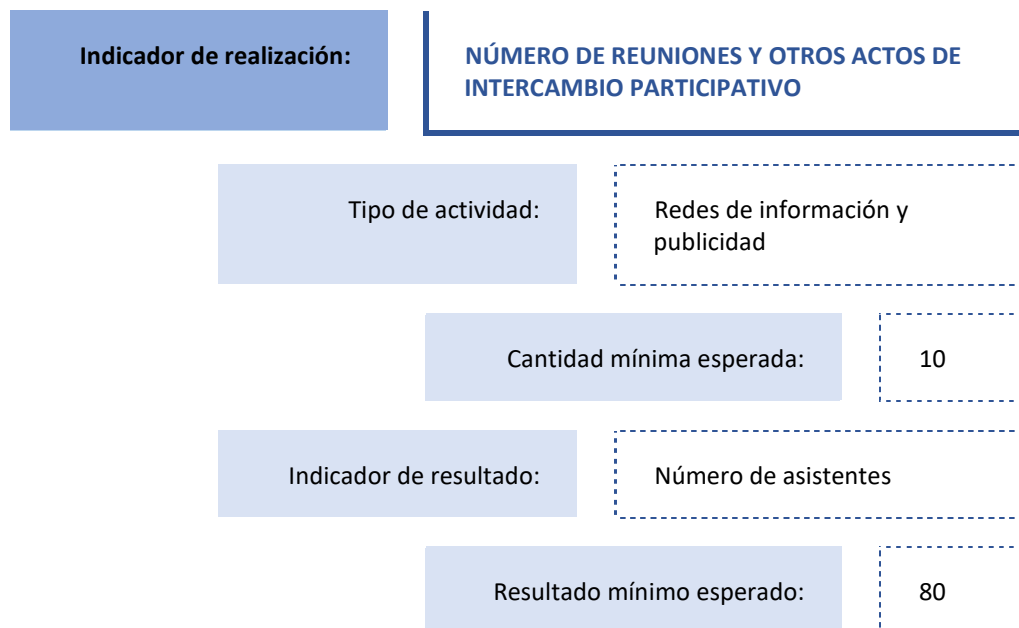 Indicador de realización:
NÚMERO DE REUNIONES Y OTROS ACTOS DE
INTERCAMBIO PARTICIPATIVO
Tipo de actividad:
Redes de información y
publicidad
Cantidad mínima esperada:
10
Indicador de resultado:
Número de asistentes
Resultado mínimo esperado:
80